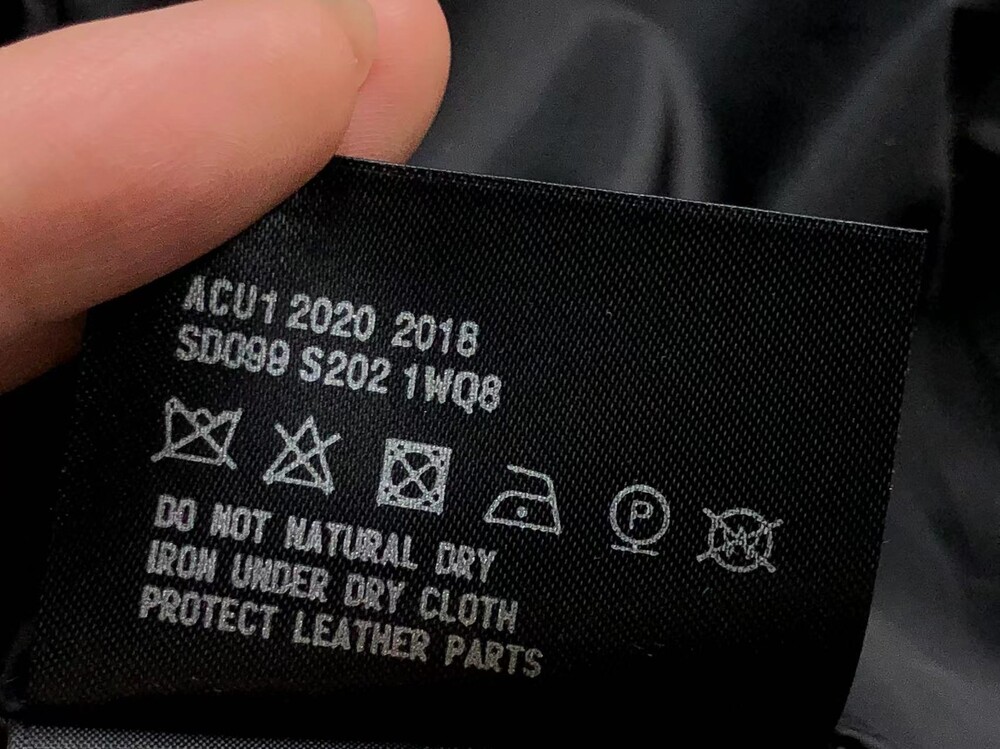 ACU1 2020 2018
SD099 S202 1WQ8
P
W
DO NOT NATURAL DRY
IRON UNDER DRY CLOTH
PROTECT LEATHER PARTS